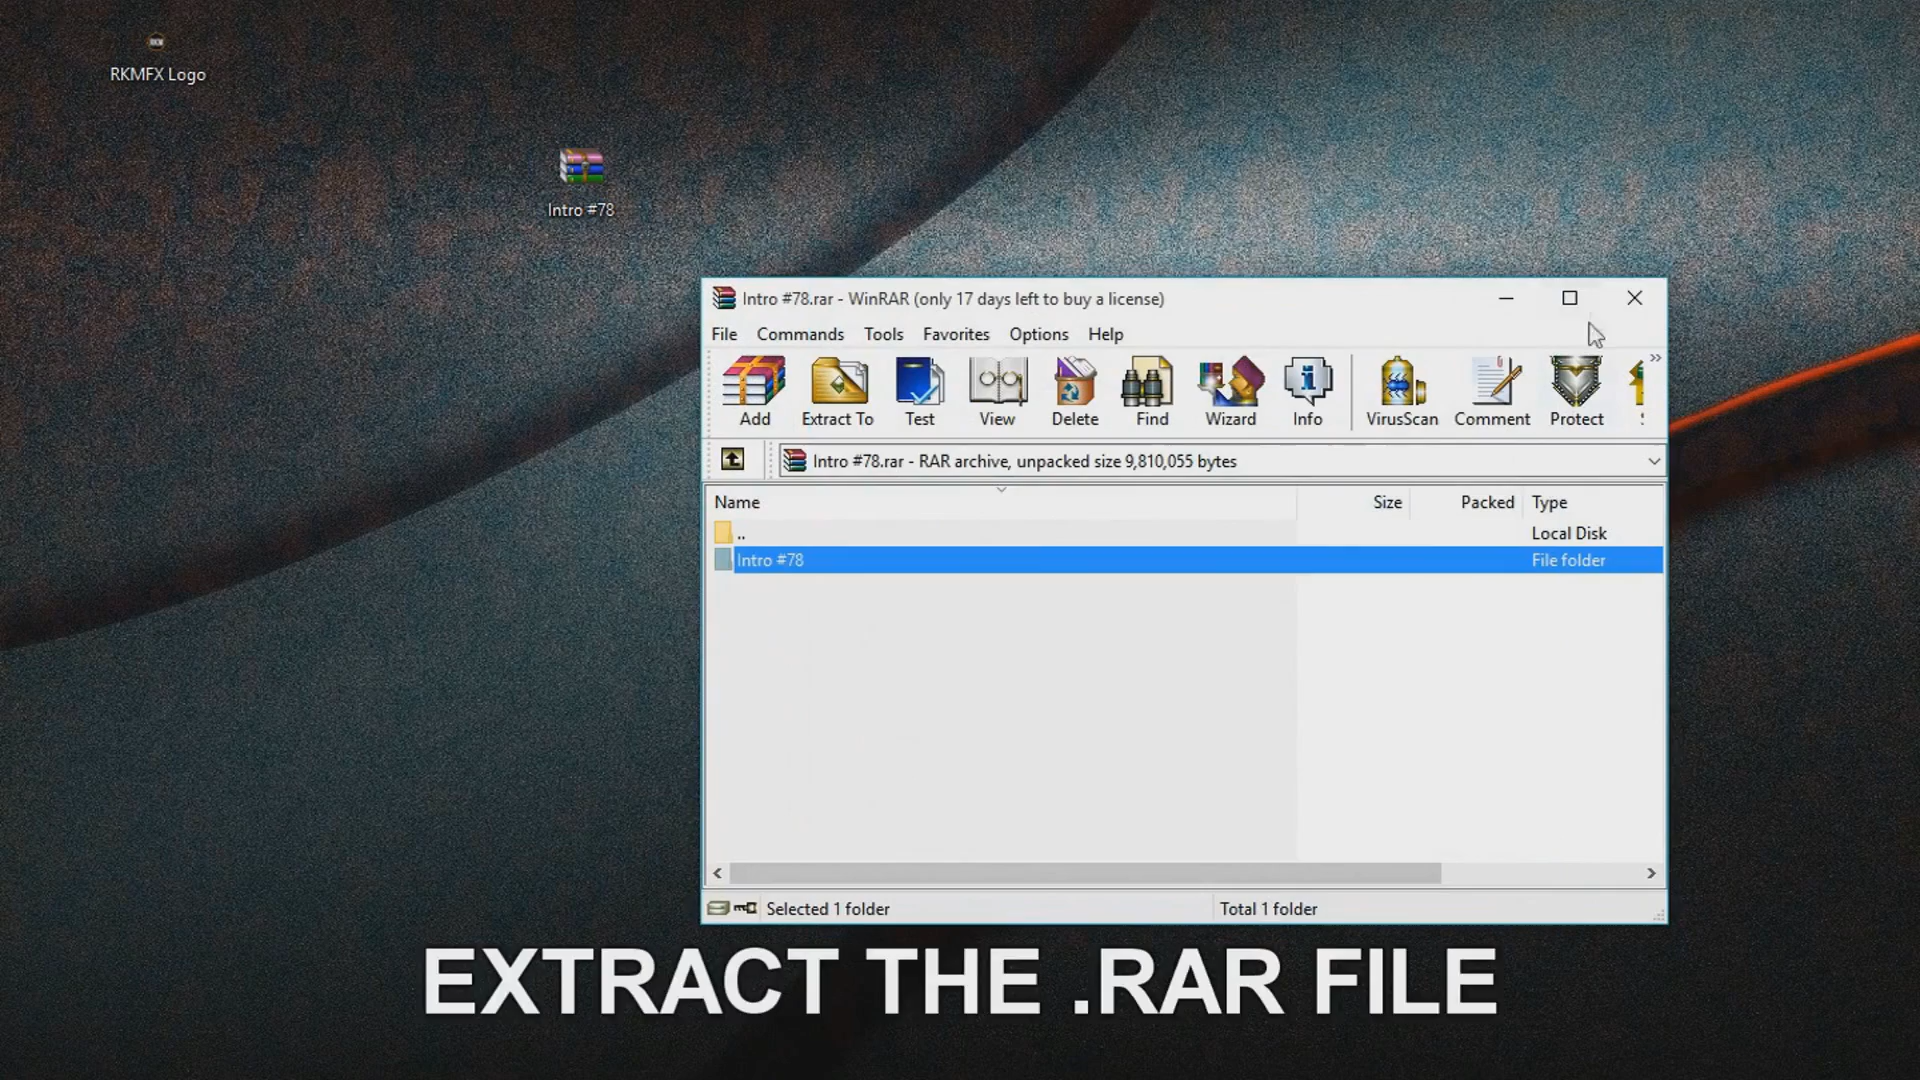 RKMFX Logo
Intro #78
Intro #78.rar - WinRAR (only 17 days left to buy a license)
File Commands Tools Favorites Options Help
Add Extract To Test View Delete Find Wizard Info VirusScan Comment Protect
Intro #78.rar - RAR archive, unpacked size 9,810,055 bytes
Name Size Packed Type
.. Local Disk
Intro #78 File folder
Selected 1 folder Total 1 folder
EXTRACT THE .RAR FILE